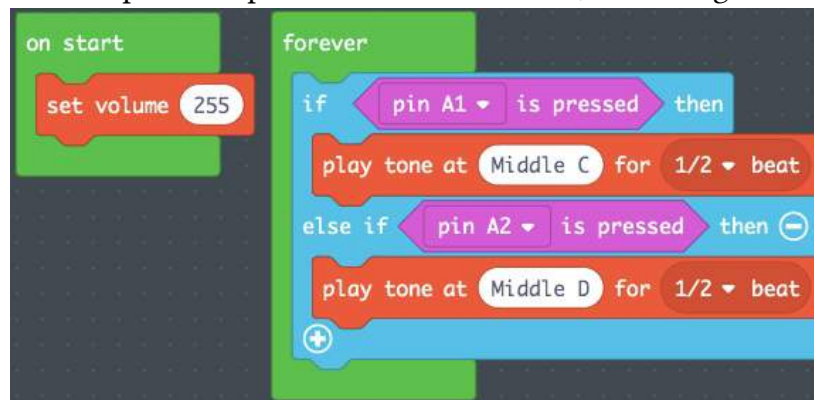 on start
set volume 255
forever
if pin A1 is pressed then
play tone at Middle C for 1/2 beat
else if pin A2 is pressed then
play tone at Middle D for 1/2 beat